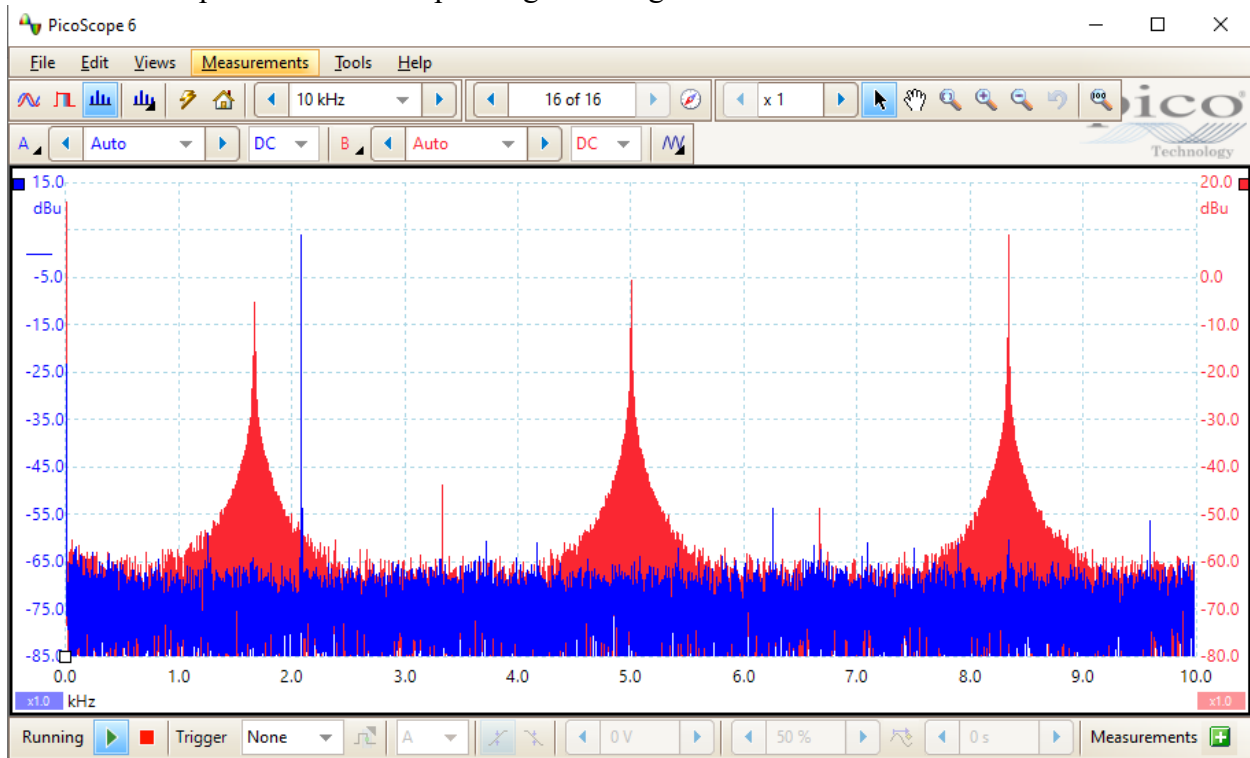 PicoScope 6
File Edit Views Measurements Tools Help
10 kHz 16 of 16 x 1 pico
A Auto DC B Auto DC Technology
15.0 20.0
dBu dBu
-5.0 0.0
-15.0 -10.0
-25.0 -20.0
-35.0 -30.0
-45.0 -40.0
-55.0 -50.0
-65.0 -60.0
-75.0 -70.0
-85.0 -80.0
0.0 1.0 2.0 3.0 4.0 5.0 6.0 7.0 8.0 9.0 10.0
x1.0 kHz x1.0
Running Trigger None A 0 V 50 % 0 s Measurements